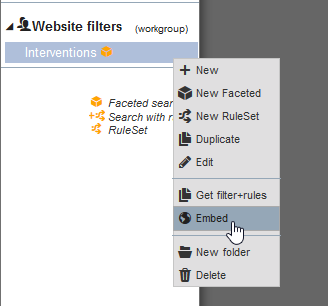 Website filters (workgroup)
Interventions
Faceted sear
Search with r
RuleSet
New
New Faceted
New RuleSet
Duplicate
Edit
Get filter+rules
Embed
New folder
Delete